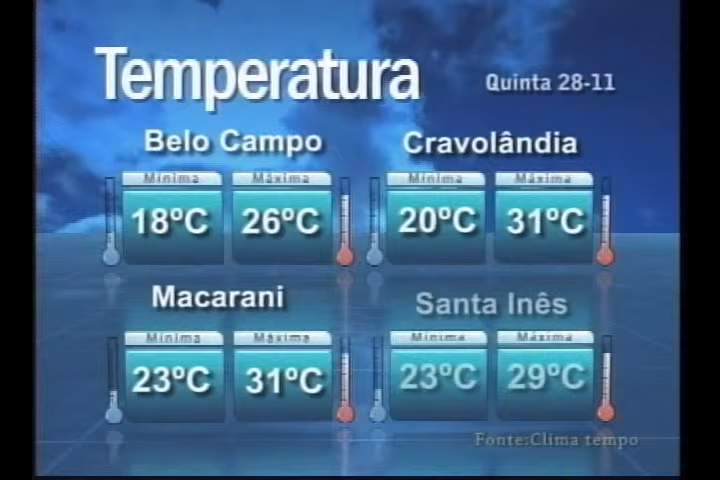 Temperatura
Quinta 28-11
Belo Campo
Mínima Máxima
18ºC 26ºC
Cravolândia
Mínima Máxima
20ºC 31ºC
Macarani
Mínima Máxima
23ºC 31ºC
Santa Inês
Mínima Máxima
23ºC 29ºC
Fonte:Clima tempo